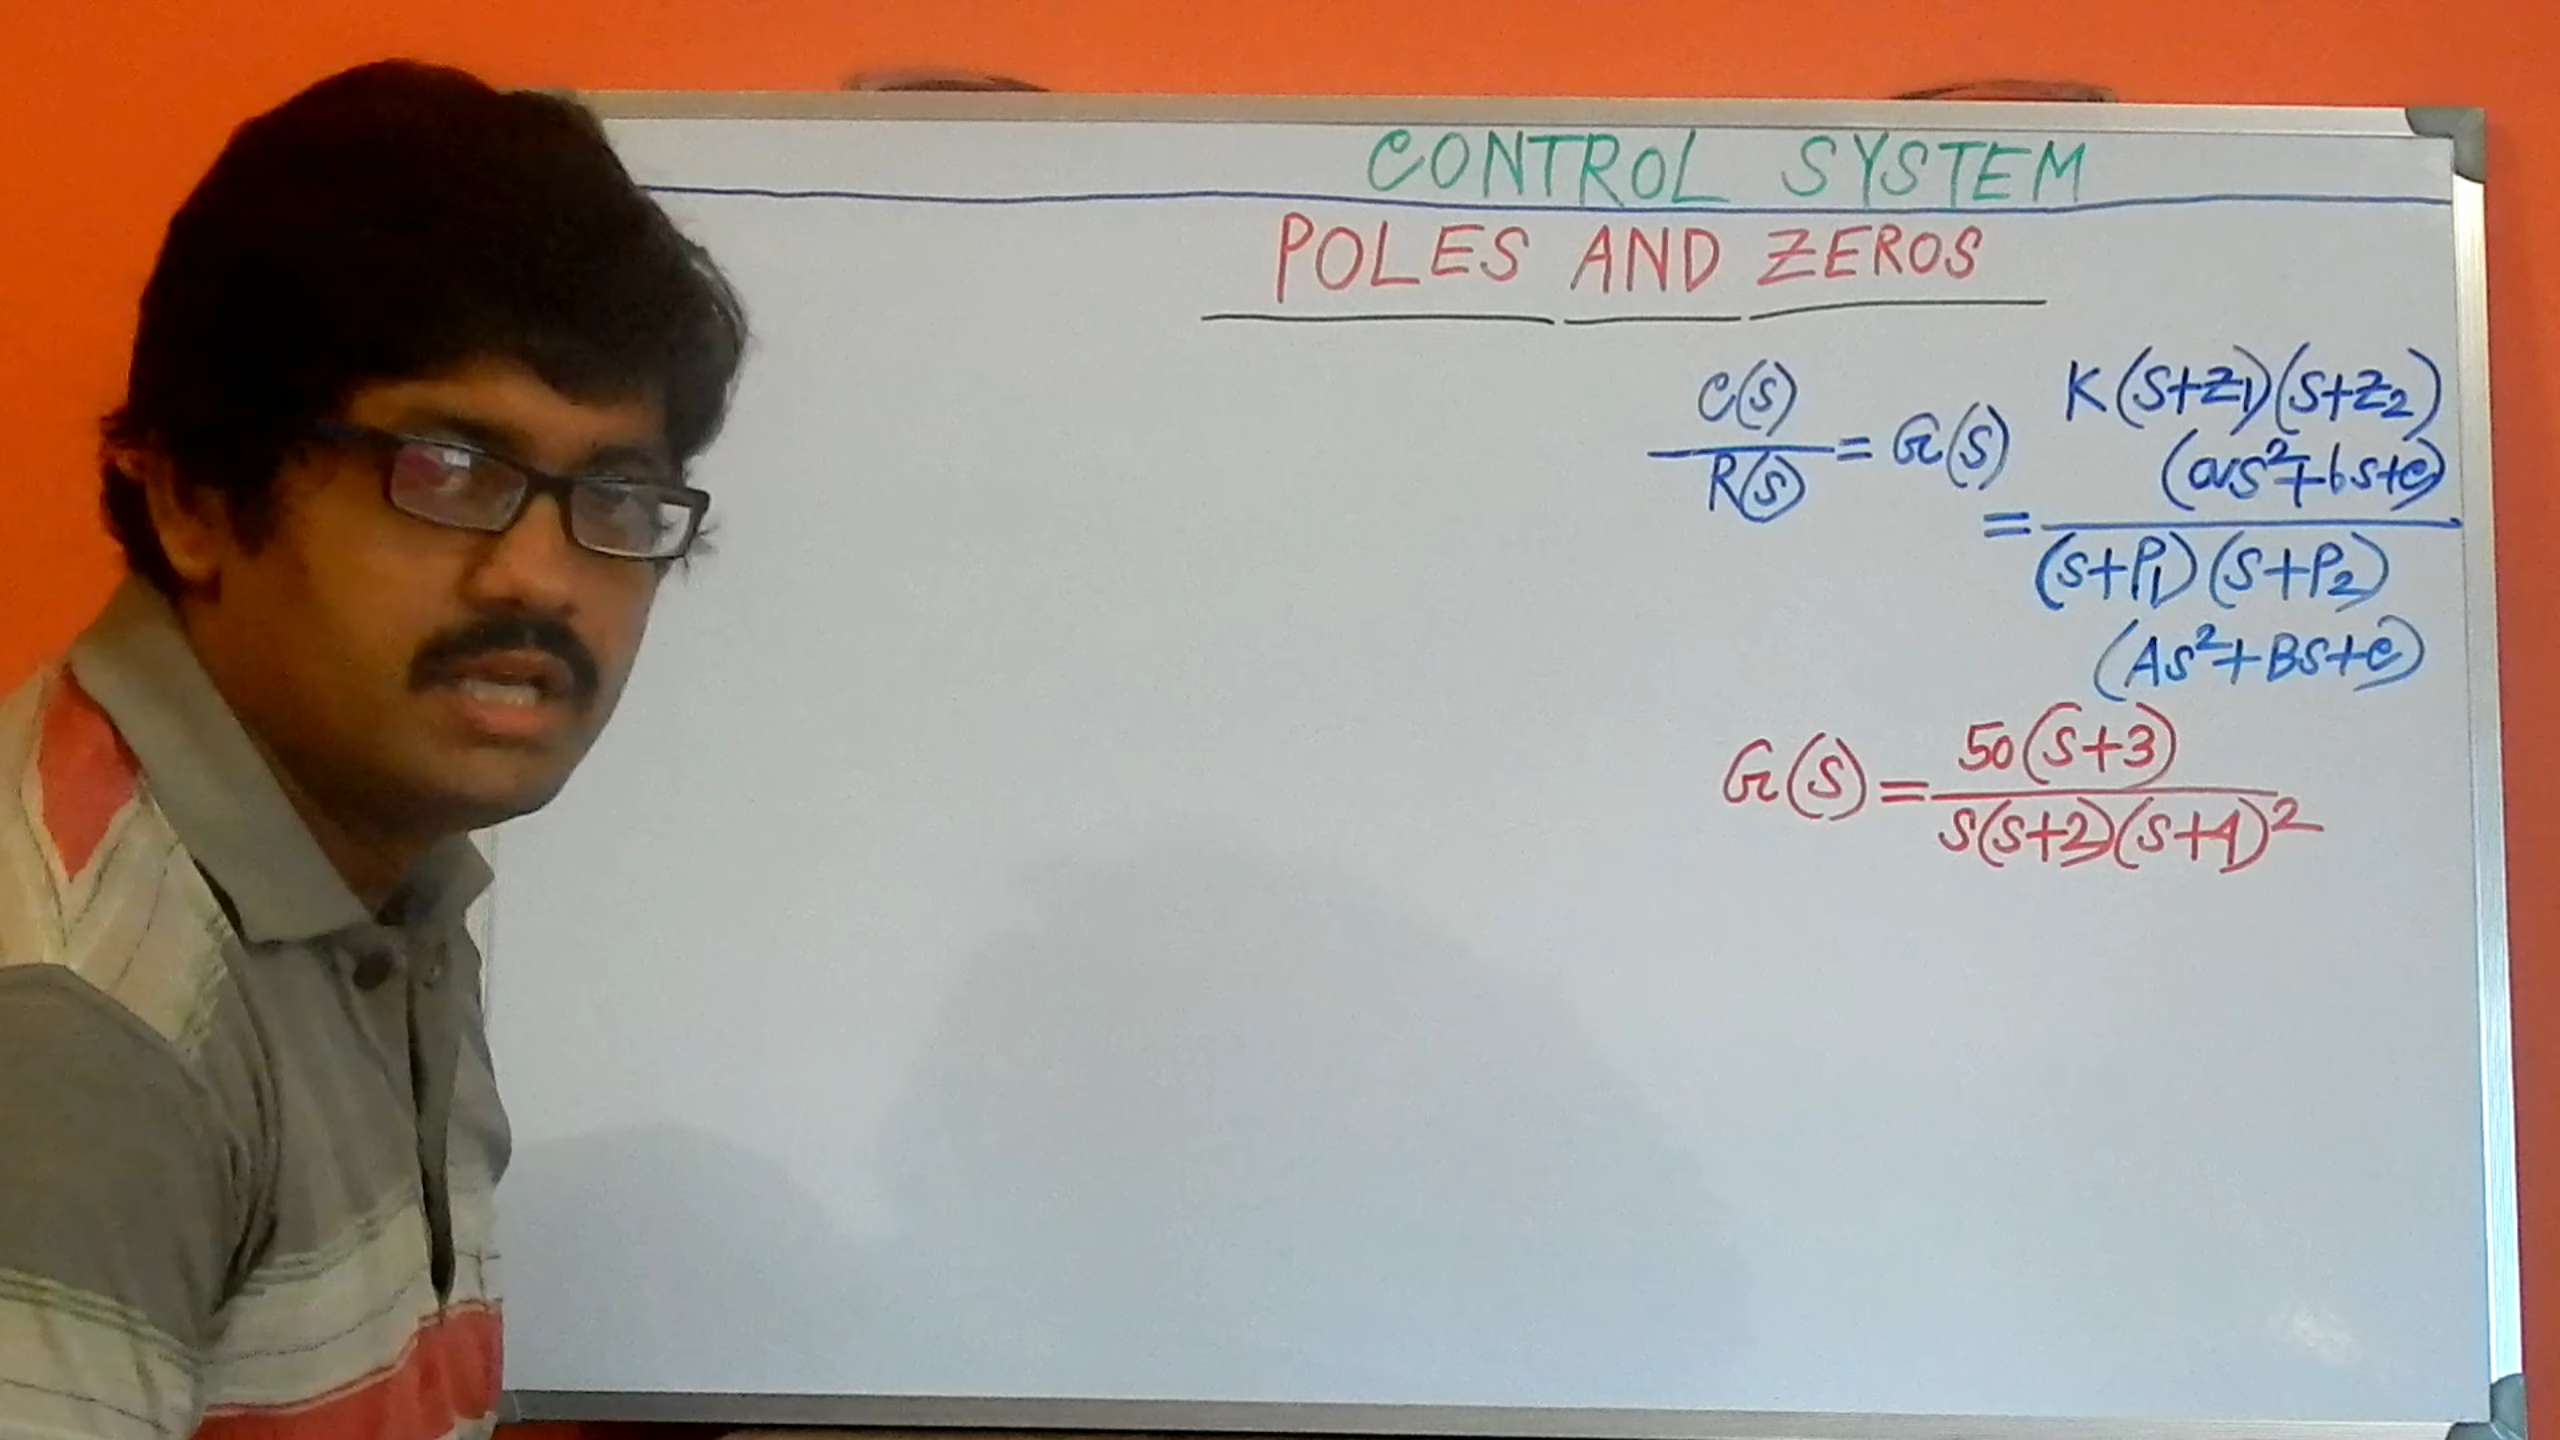 CONTROL SYSTEM
POLES AND ZEROS
C(S)
R(S)
= G(S)
K(S+Z1)(S+Z2)
(as²+bs+c)
=
(S+P1)(S+P2)
(As²+Bs+C)
G(S) =
50(S+3)
S(S+2)(S+4)²